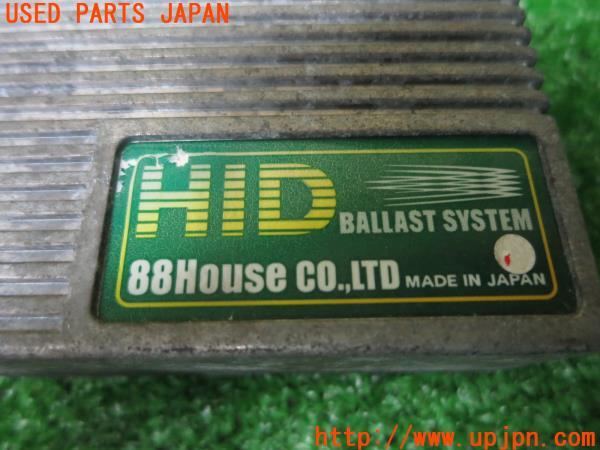 USED PARTS JAPAN
HID
BALLAST SYSTEM
88House CO.,LTD MADE IN JAPAN
http://www.upjpn.com